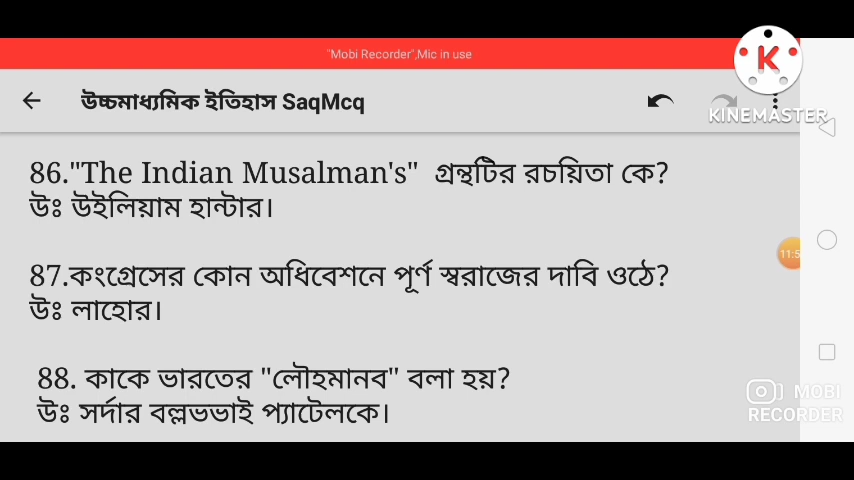 "Mobi Recorder",Mic in use
উচ্চমাধ্যমিক ইতিহাস SaqMcq
KINEMASTER
86."The Indian Musalman's" গ্রন্থটির রচয়িতা কে?
উঃ উইলিয়াম হান্টার।
87.কংগ্রেসের কোন অধিবেশনে পূর্ণ স্বরাজের দাবি ওঠে?
উঃ লাহোর।
88. কাকে ভারতের "লৌহমানব" বলা হয়?
উঃ সর্দার বল্লভভাই প্যাটেলকে।
MOBI
RECORDER